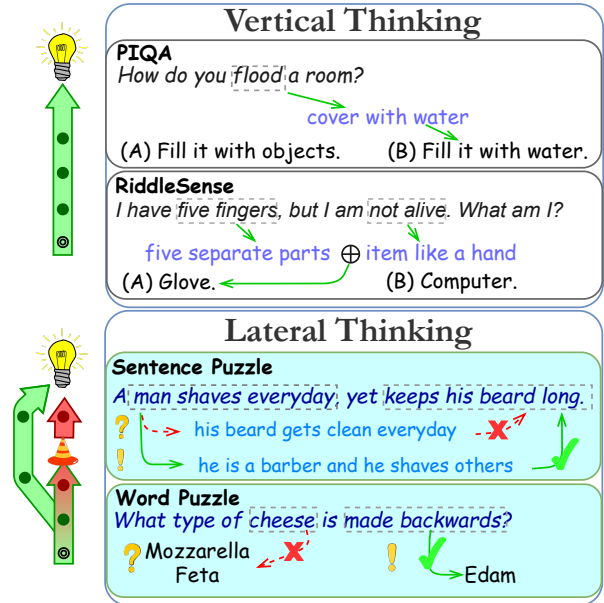 Vertical Thinking
PIQA
How do you flood a room?
cover with water
(A) Fill it with objects. (B) Fill it with water.
RiddleSense
I have five fingers, but I am not alive. What am I?
five separate parts ⊕ item like a hand
(A) Glove. (B) Computer.
Lateral Thinking
Sentence Puzzle
A man shaves everyday, yet keeps his beard long.
? his beard gets clean everyday
! he is a barber and he shaves others
Word Puzzle
What type of cheese is made backwards?
? Mozzarella !
Feta Edam